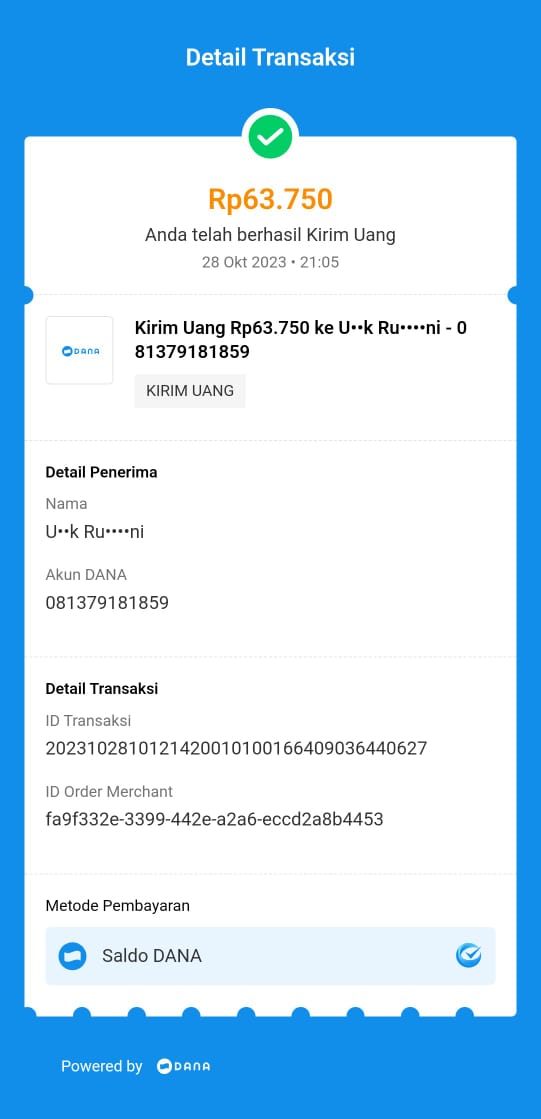 Detail Transaksi
Rp63.750
Anda telah berhasil Kirim Uang
28 Okt 2023 • 21:05
DANA
Kirim Uang Rp63.750 ke U••k Ru••••ni - 0
81379181859
KIRIM UANG
Detail Penerima
Nama
U••k Ru••••ni
Akun DANA
081379181859
Detail Transaksi
ID Transaksi
2023102810121420010100166409036440627
ID Order Merchant
fa9f332e-3399-442e-a2a6-eccd2a8b4453
Metode Pembayaran
Saldo DANA
Powered by DANA